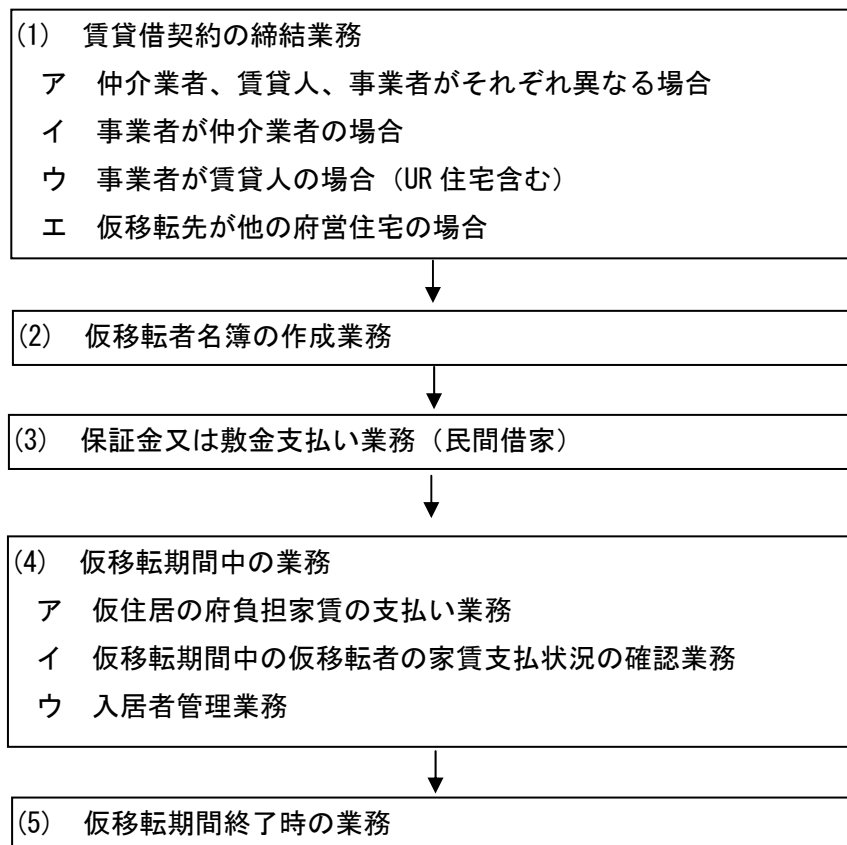 (1) 賃貸借契約の締結業務
ア 仲介業者、賃貸人、事業者がそれぞれ異なる場合
イ 事業者が仲介業者の場合
ウ 事業者が賃貸人の場合（UR 住宅含む）
エ 仮移転先が他の府営住宅の場合
(2) 仮移転者名簿の作成業務
(3) 保証金又は敷金支払い業務（民間借家）
(4) 仮移転期間中の業務
ア 仮住居の府負担家賃の支払い業務
イ 仮移転期間中の仮移転者の家賃支払状況の確認業務
ウ 入居者管理業務
(5) 仮移転期間終了時の業務